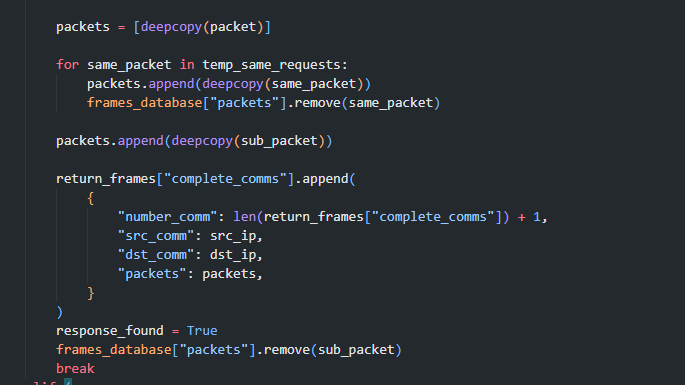 packets = [deepcopy(packet)]
for same_packet in temp_same_requests:
packets.append(deepcopy(same_packet))
frames_database["packets"].remove(same_packet)
packets.append(deepcopy(sub_packet))
return_frames["complete_comms"].append(
{
"number_comm": len(return_frames["complete_comms"]) + 1,
"src_comm": src_ip,
"dst_comm": dst_ip,
"packets": packets,
}
)
response_found = True
frames_database["packets"].remove(sub_packet)
break
elif (